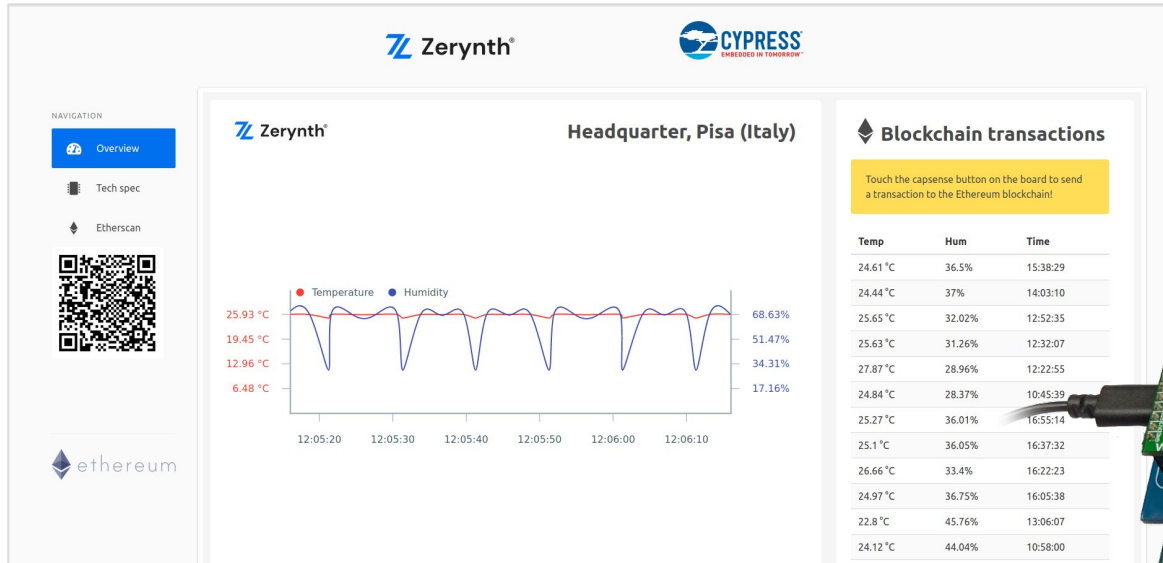 Zerynth®
CYPRESS®
EMBEDDED IN TOMORROW™
NAVIGATION
Overview
Tech spec
Etherscan
ethereum
Zerynth®
Headquarter, Pisa (Italy)
Temperature Humidity
25.93 °C
19.45 °C
12.96 °C
6.48 °C
68.63%
51.47%
34.31%
17.16%
12:05:20 12:05:30 12:05:40 12:05:50 12:06:00 12:06:10
Blockchain transactions
Touch the capsense button on the board to send
a transaction to the Ethereum blockchain!
Temp Hum Time
24.61 °C 36.5% 15:38:29
24.44 °C 37% 14:03:10
25.65 °C 32.02% 12:52:35
25.63 °C 31.26% 12:32:07
27.87 °C 28.96% 12:22:55
24.84 °C 28.37% 10:45:39
25.27 °C 36.01% 16:55:14
25.1 °C 36.05% 16:37:32
26.66 °C 33.4% 16:22:23
24.97 °C 36.75% 16:05:38
22.8 °C 45.76% 13:06:07
24.12 °C 44.04% 10:58:00